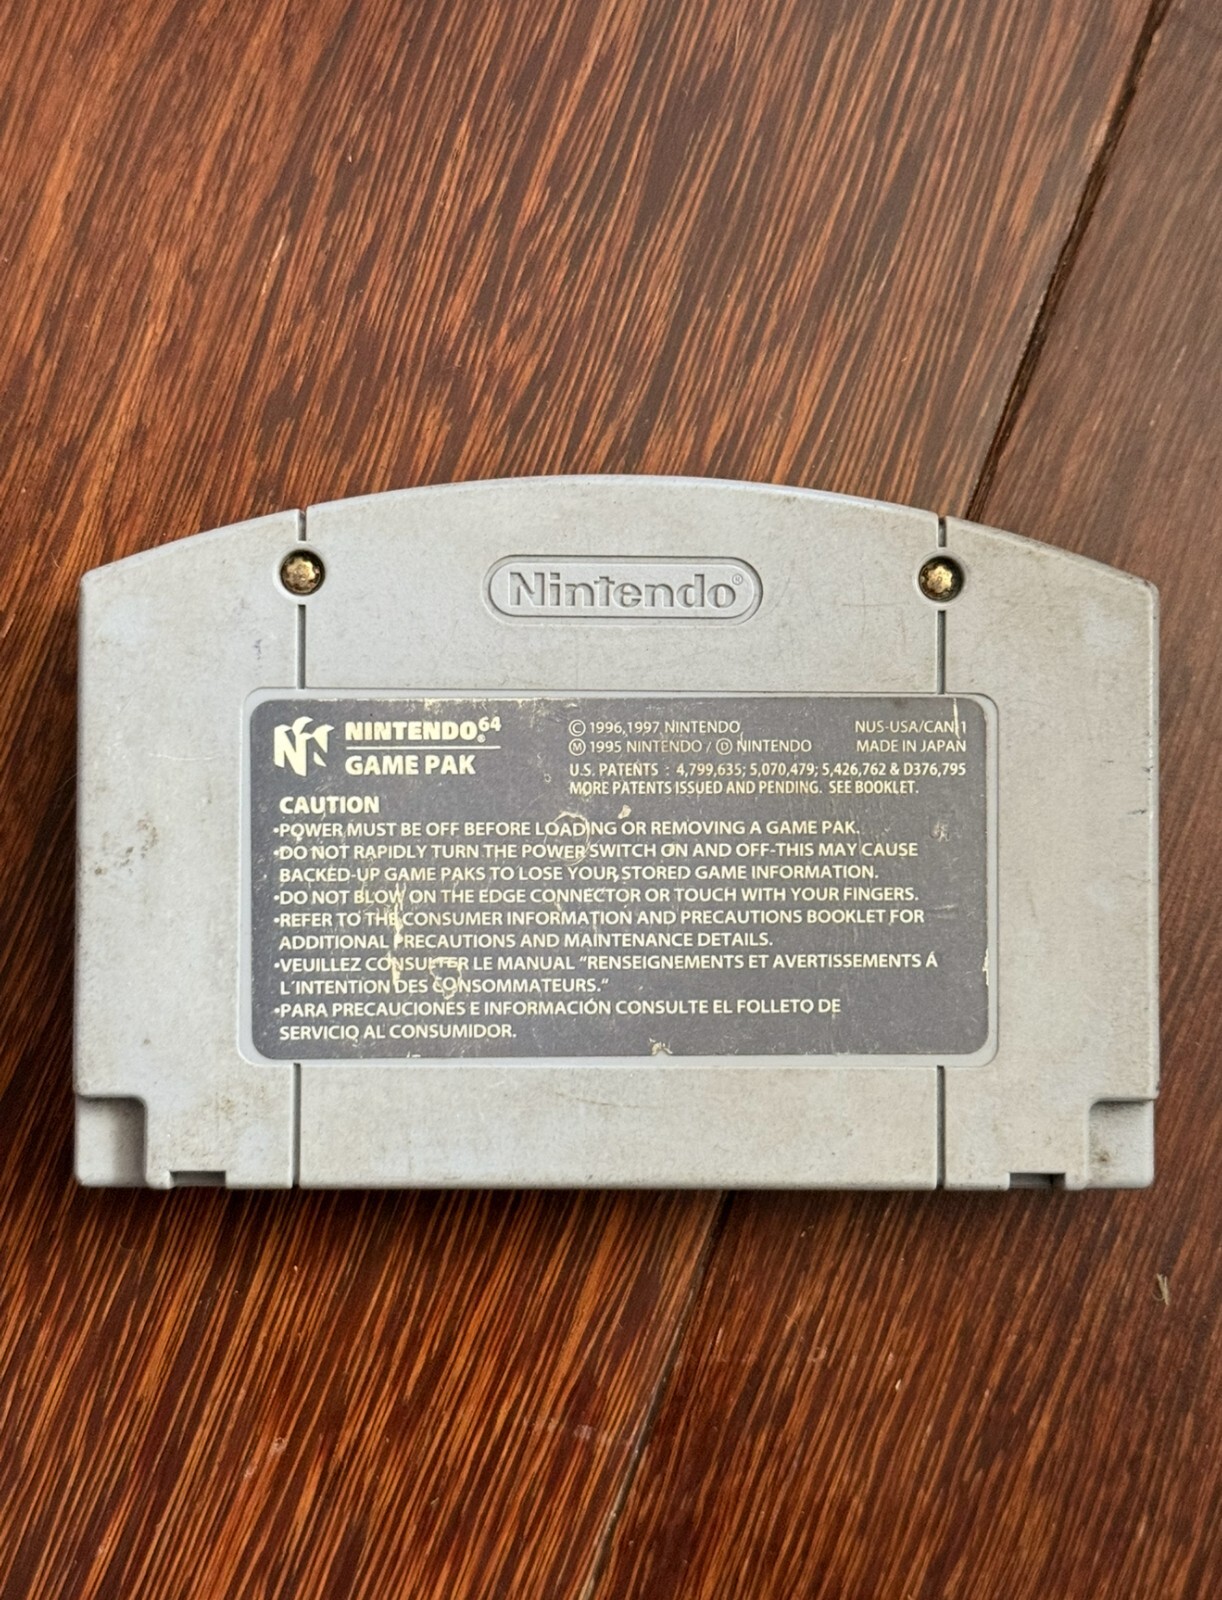 Nintendo®
NINTENDO64
GAME PAK
© 1996,1997 NINTENDO
Ⓜ 1995 NINTENDO / Ⓓ NINTENDO
NUS-USA/CAN-1
MADE IN JAPAN
U.S. PATENTS : 4,799,635; 5,070,479; 5,426,762 & D376,795
MORE PATENTS ISSUED AND PENDING. SEE BOOKLET.
CAUTION
•POWER MUST BE OFF BEFORE LOADING OR REMOVING A GAME PAK.
•DO NOT RAPIDLY TURN THE POWER SWITCH ON AND OFF-THIS MAY CAUSE
BACKED-UP GAME PAKS TO LOSE YOUR STORED GAME INFORMATION.
•DO NOT BLOW ON THE EDGE CONNECTOR OR TOUCH WITH YOUR FINGERS.
•REFER TO THE CONSUMER INFORMATION AND PRECAUTIONS BOOKLET FOR
ADDITIONAL PRECAUTIONS AND MAINTENANCE DETAILS.
•VEUILLEZ CONSULTER LE MANUAL "RENSEIGNEMENTS ET AVERTISSEMENTS Á
L´INTENTION DES CONSOMMATEURS."
•PARA PRECAUCIONES E INFORMACIÓN CONSULTE EL FOLLETO DE
SERVICIO AL CONSUMIDOR.